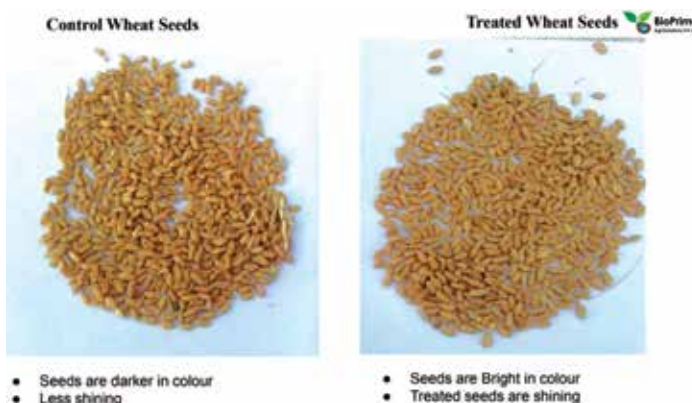 Control Wheat Seeds
Treated Wheat Seeds
BioPrim
● Seeds are darker in colour
● Less shining
● Seeds are Bright in colour
● Treated seeds are shining